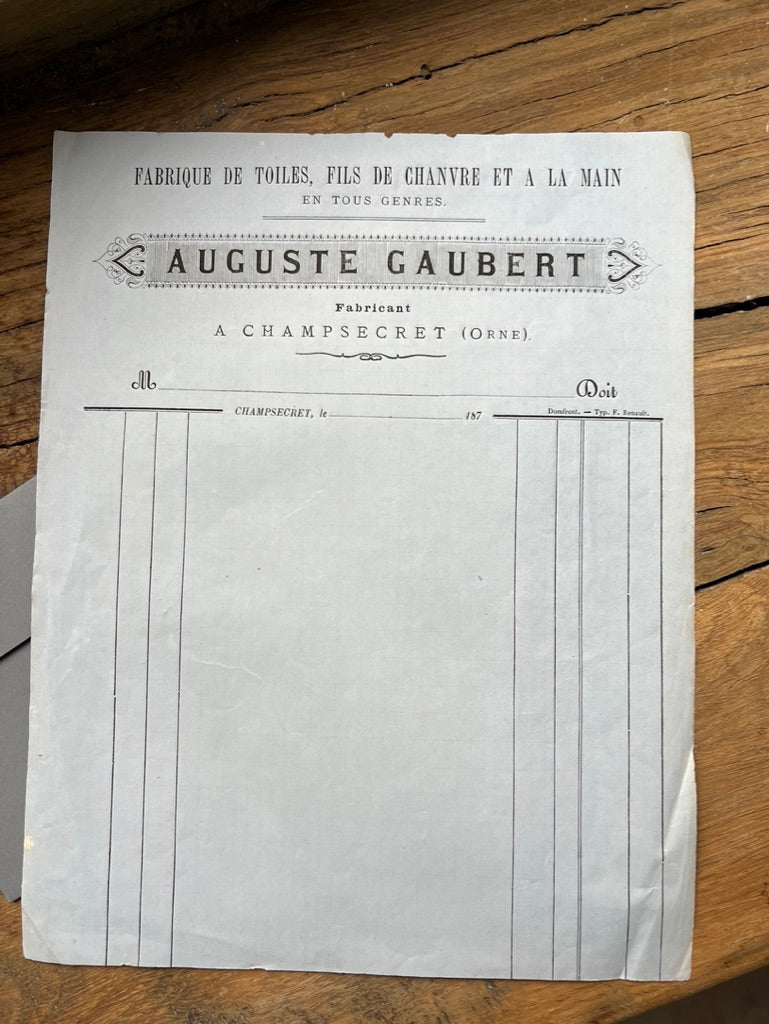 FABRIQUE DE TOILES, FILS DE CHANVRE ET A LA MAIN
EN TOUS GENRES.
AUGUSTE GAUBERT
Fabricant
A CHAMPSECRET (ORNE).
M Doit
CHAMPSECRET, le 187 Domfront. — Typ. F. Renault.